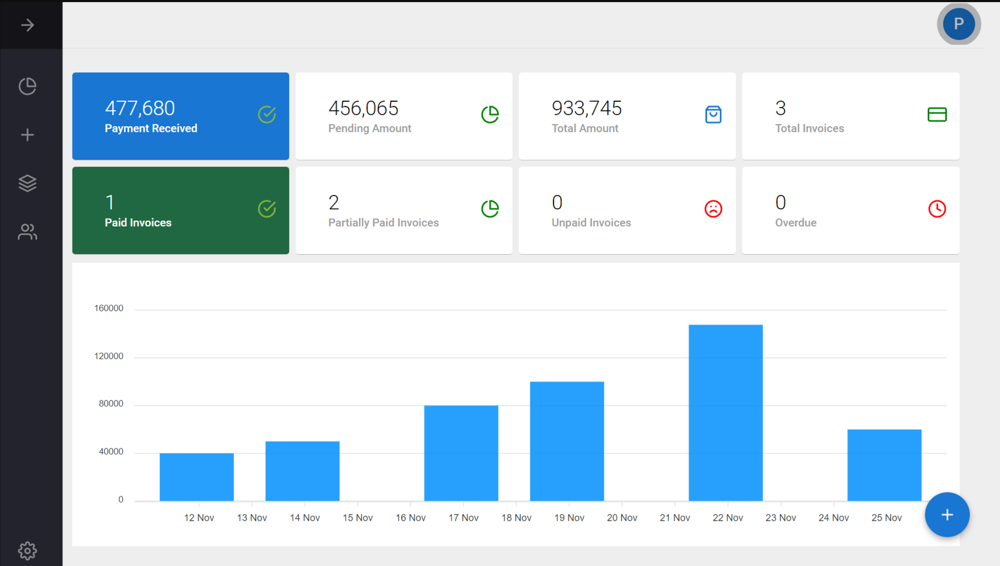 P
477,680
Payment Received
456,065
Pending Amount
933,745
Total Amount
3
Total Invoices
1
Paid Invoices
2
Partially Paid Invoices
0
Unpaid Invoices
0
Overdue
160000
120000
80000
40000
0
12 Nov 13 Nov 14 Nov 15 Nov 16 Nov 17 Nov 18 Nov 19 Nov 20 Nov 21 Nov 22 Nov 23 Nov 24 Nov 25 Nov